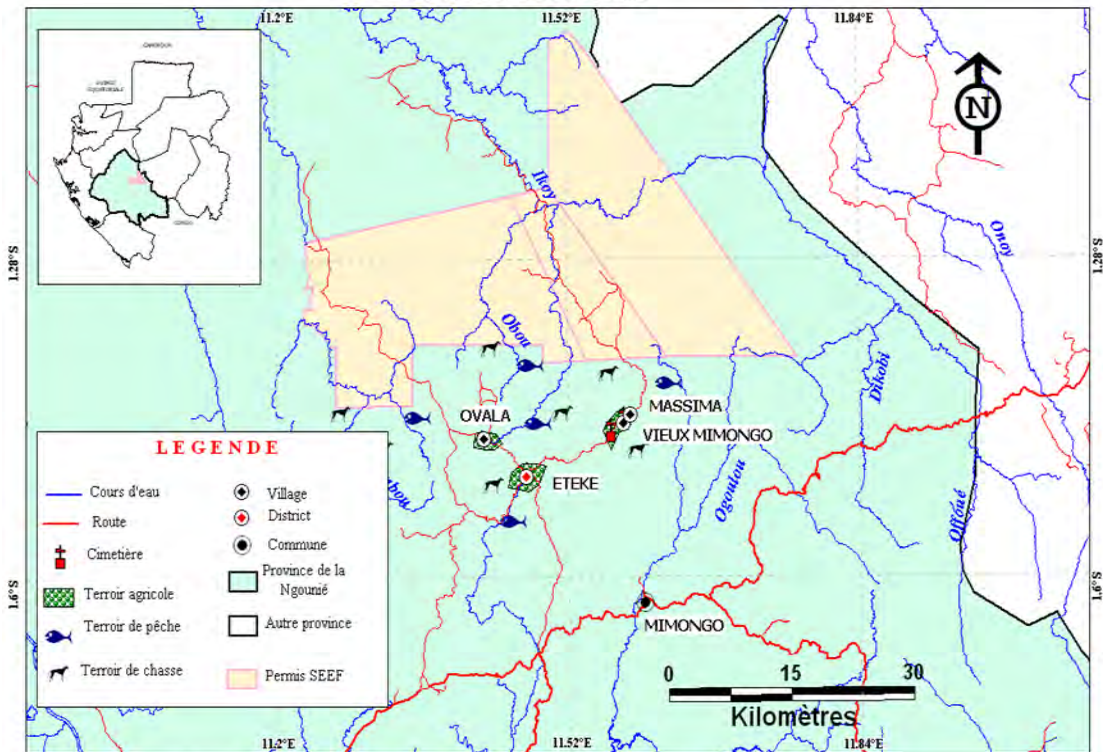 11.2°E
11.52°E
11.84°E
CAMEROUN
CONGO
N
Ikoy
Onoy
1.28°S
1.28°S
Obou
Dikobi
MASSIMA
OVALA
VIEUX MIMONGO
ETEKE
Ogoulou
Offoué
LEGENDE
Cours d'eau
Route
Cimetière
Terroir agricole
Terroir de pêche
Terroir de chasse
Village
District
Commune
Province de la
Ngounié
Autre province
Permis SEEF
1.6°S
1.6°S
MIMONGO
0 15 30
Kilomètres
11.2°E
11.52°E
11.84°E